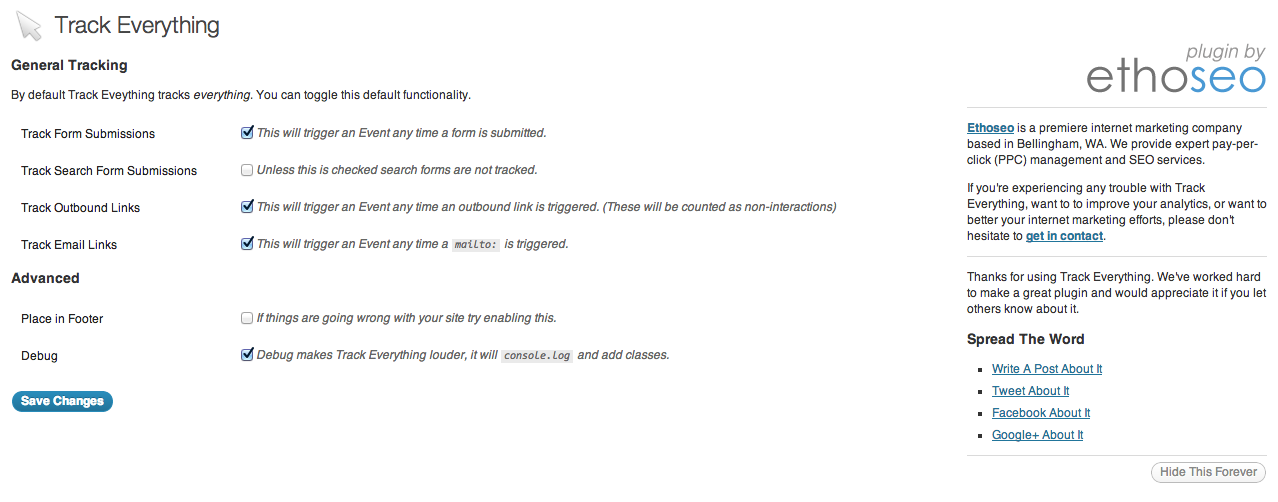 Track Everything
General Tracking
By default Track Eveything tracks everything. You can toggle this default functionality.
Track Form Submissions
This will trigger an Event any time a form is submitted.
Track Search Form Submissions
Unless this is checked search forms are not tracked.
Track Outbound Links
This will trigger an Event any time an outbound link is triggered. (These will be counted as non-interactions)
Track Email Links
This will trigger an Event any time a mailto: is triggered.
Advanced
Place in Footer
If things are going wrong with your site try enabling this.
Debug
Debug makes Track Everything louder, it will console.log and add classes.
Save Changes
plugin by
ethoseo
Ethoseo is a premiere internet marketing company
based in Bellingham, WA. We provide expert pay-per-
click (PPC) management and SEO services.
If you're experiencing any trouble with Track
Everything, want to to improve your analytics, or want to
better your internet marketing efforts, please don't
hesitate to get in contact.
Thanks for using Track Everything. We've worked hard
to make a great plugin and would appreciate it if you let
others know about it.
Spread The Word
Write A Post About It
Tweet About It
Facebook About It
Google+ About It
Hide This Forever